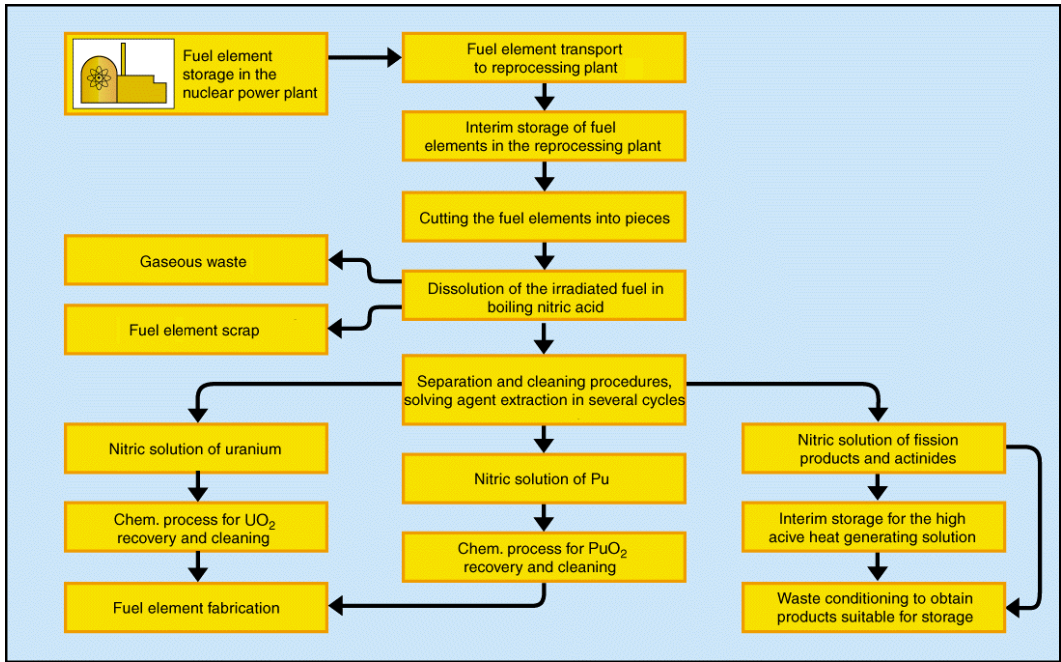 Fuel element
storage in the
nuclear power plant
Fuel element transport
to reprocessing plant
Interim storage of fuel
elements in the reprocessing plant
Cutting the fuel elements into pieces
Gaseous waste
Dissolution of the irradiated fuel in
boiling nitric acid
Fuel element scrap
Separation and cleaning procedures,
solving agent extraction in several cycles
Nitric solution of uranium
Nitric solution of Pu
Nitric solution of fission
products and actinides
Chem. process for UO₂
recovery and cleaning
Chem. process for PuO₂
recovery and cleaning
Interim storage for the high
acive heat generating solution
Fuel element fabrication
Waste conditioning to obtain
products suitable for storage